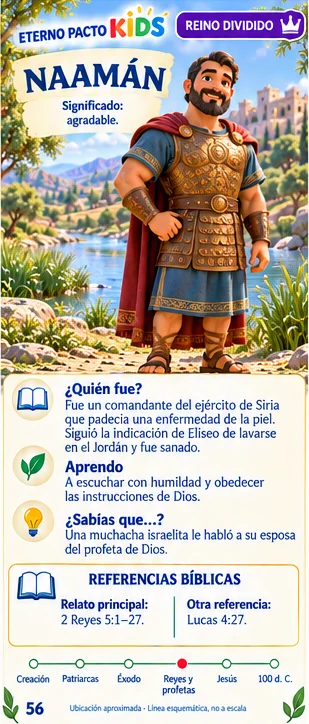 ETERNO PACTO KIDS
REINO DIVIDIDO
NAAMÁN
Significado:
agradable.
¿Quién fue?
Fue un comandante del ejército de Siria
que padecia una enfermedad de la piel.
Siguió la indicación de Eliseo de lavarse
en el Jordán y fue sanado.
Aprendo
A escuchar con humildad y obedecer
las instrucciones de Dios.
¿Sabías que...?
Una muchacha israelita le habló a su esposa
del profeta de Dios.
REFERENCIAS BÍBLICAS
Relato principal:
2 Reyes 5:1–27.
Otra referencia:
Lucas 4:27.
Creación
Patriarcas
Éxodo
Reyes y
profetas
Jesús
100 d. C.
56
Ubicación aproximada · Línea esquemática, no a escala